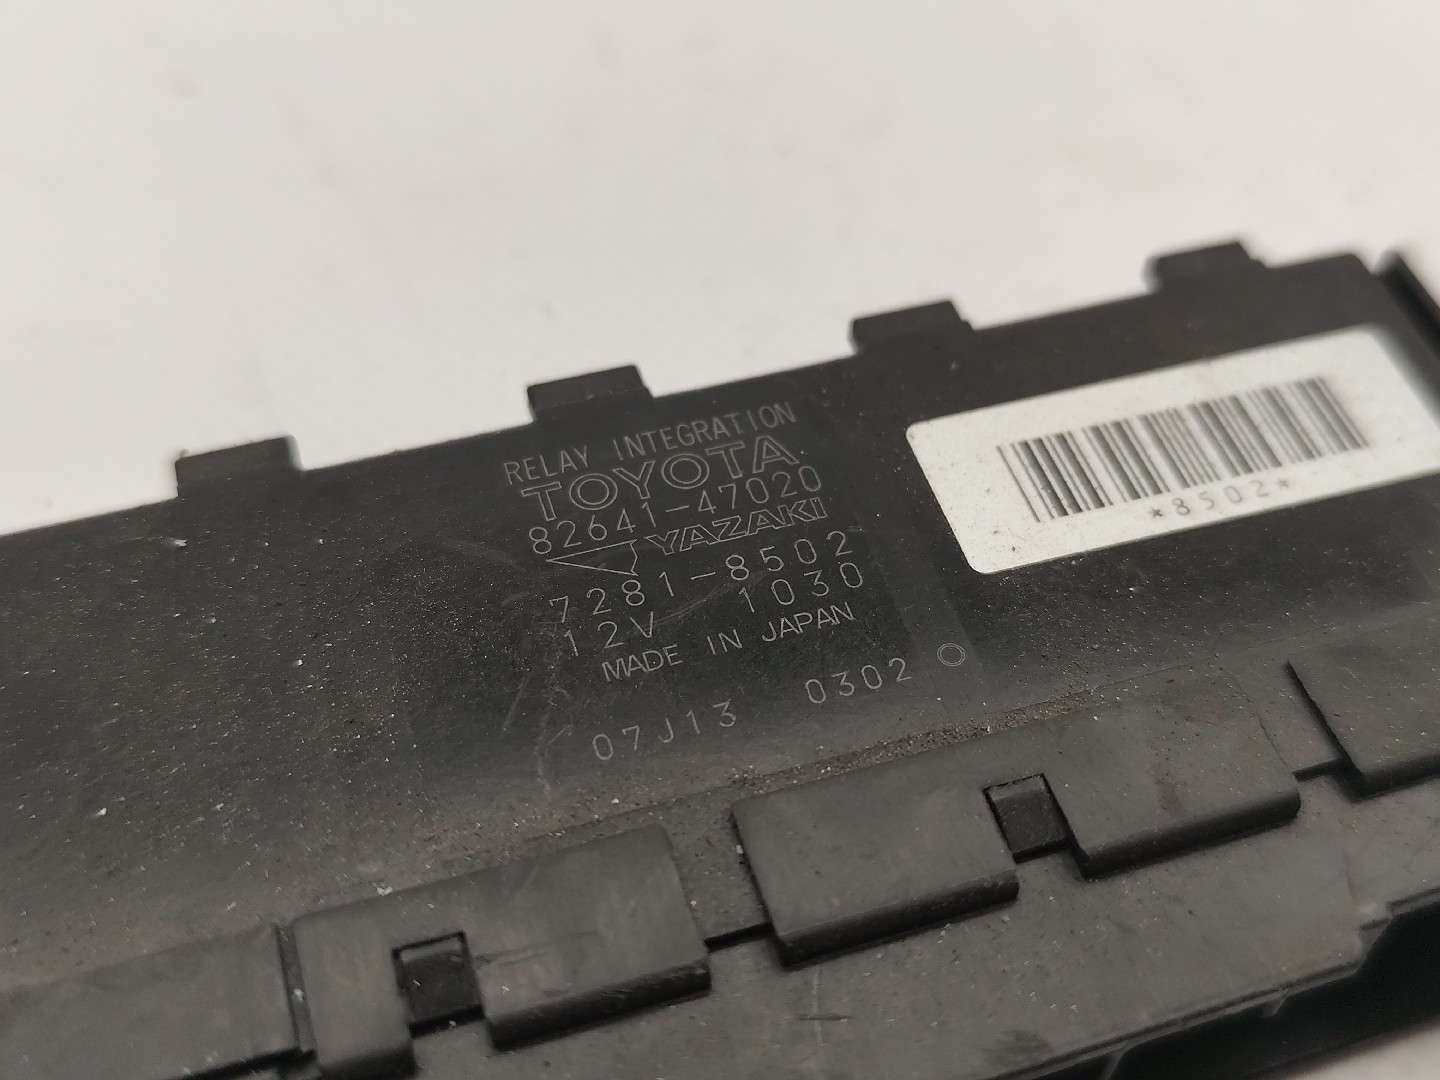 RELAY INTEGRATION
TOYOTA
82641-47020
YAZAKI
7281-8502
12V 1030
MADE IN JAPAN
07J13 0302
*8502*